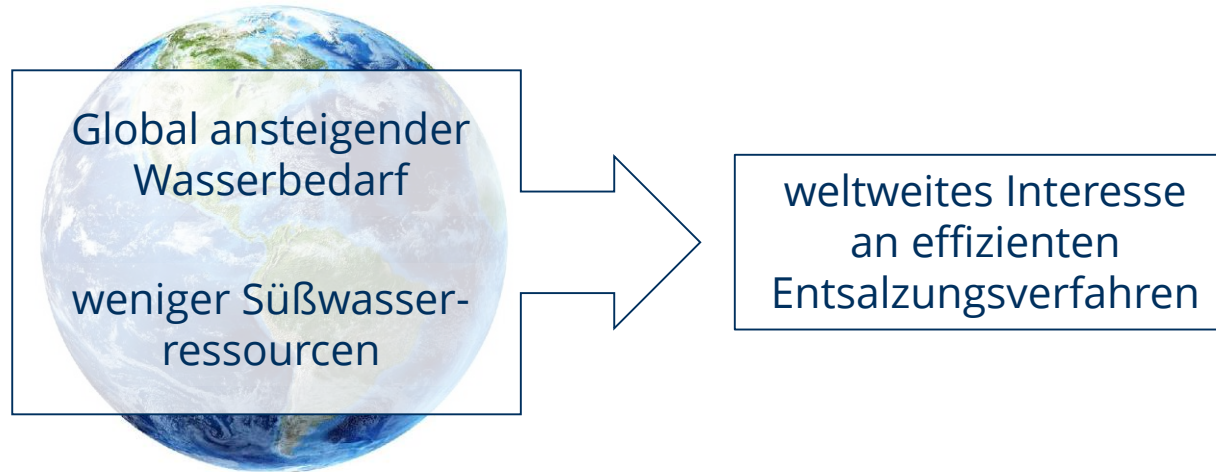 Global ansteigender
Wasserbedarf
weniger Süßwasser-
ressourcen
weltweites Interesse
an effizienten
Entsalzungsverfahren